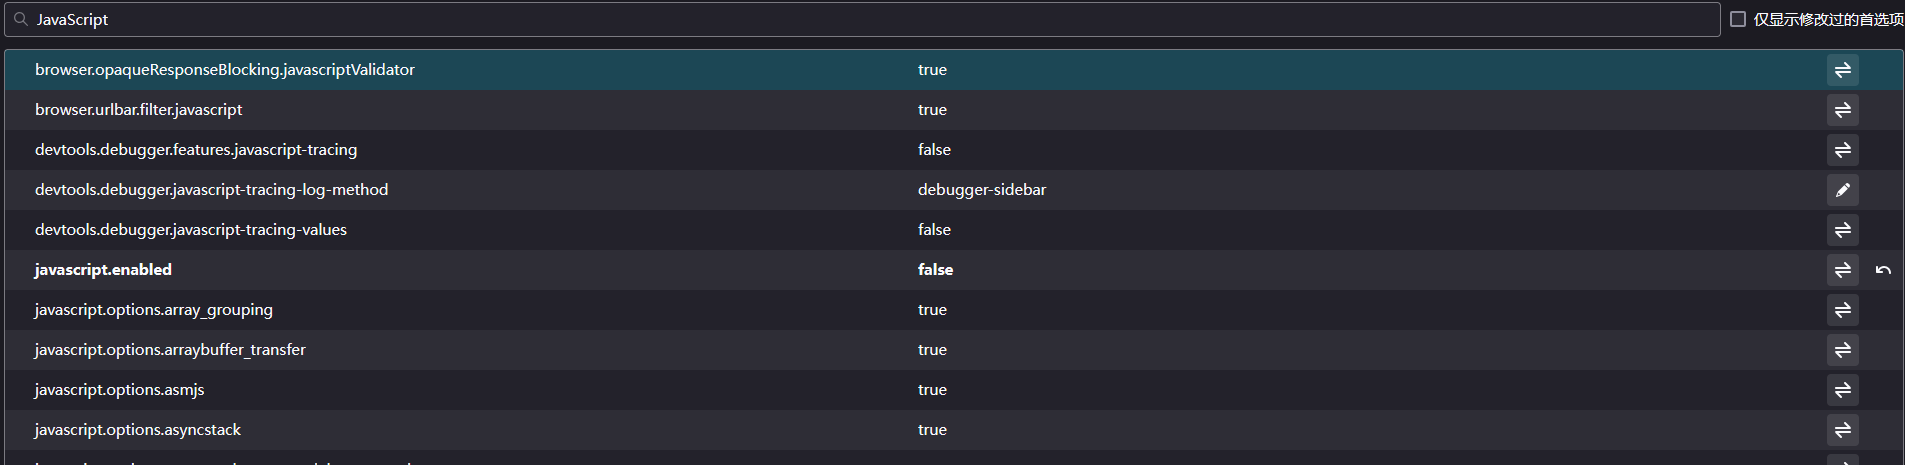 JavaScript
仅显示修改过的首选项
browser.opaqueResponseBlocking.javascriptValidator true
browser.urlbar.filter.javascript true
devtools.debugger.features.javascript-tracing false
devtools.debugger.javascript-tracing-log-method debugger-sidebar
devtools.debugger.javascript-tracing-values false
javascript.enabled false
javascript.options.array_grouping true
javascript.options.arraybuffer_transfer true
javascript.options.asmjs true
javascript.options.asyncstack true